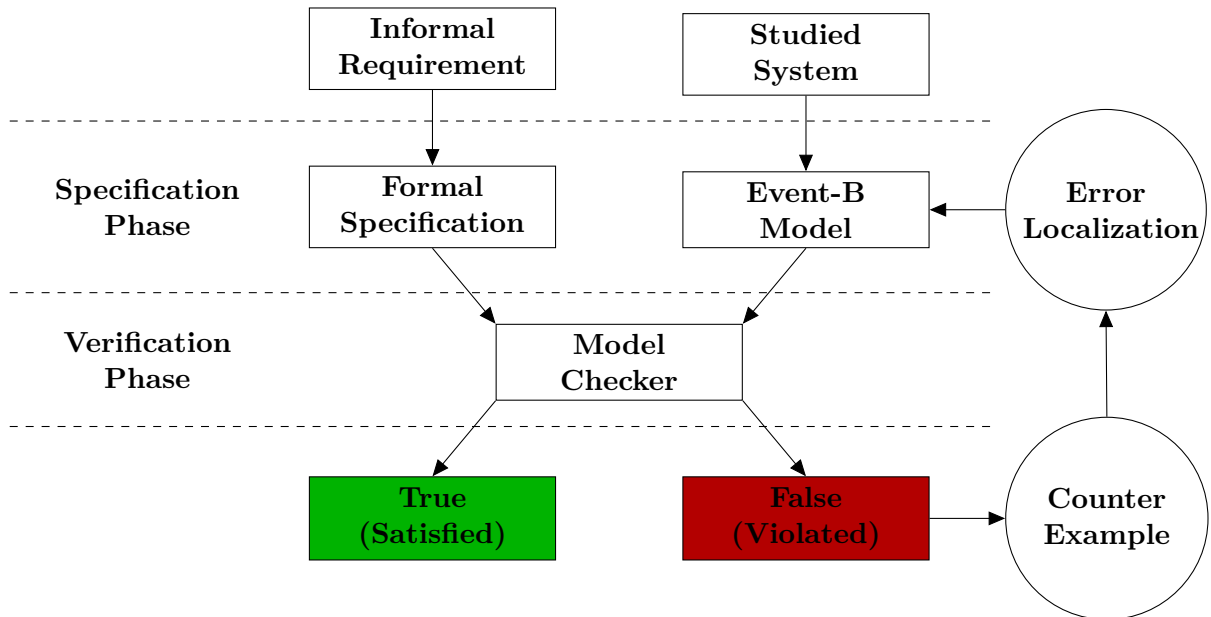 Informal
Requirement
Studied
System
Specification
Phase
Formal
Specification
Event-B
Model
Error
Localization
Verification
Phase
Model
Checker
True
(Satisfied)
False
(Violated)
Counter
Example